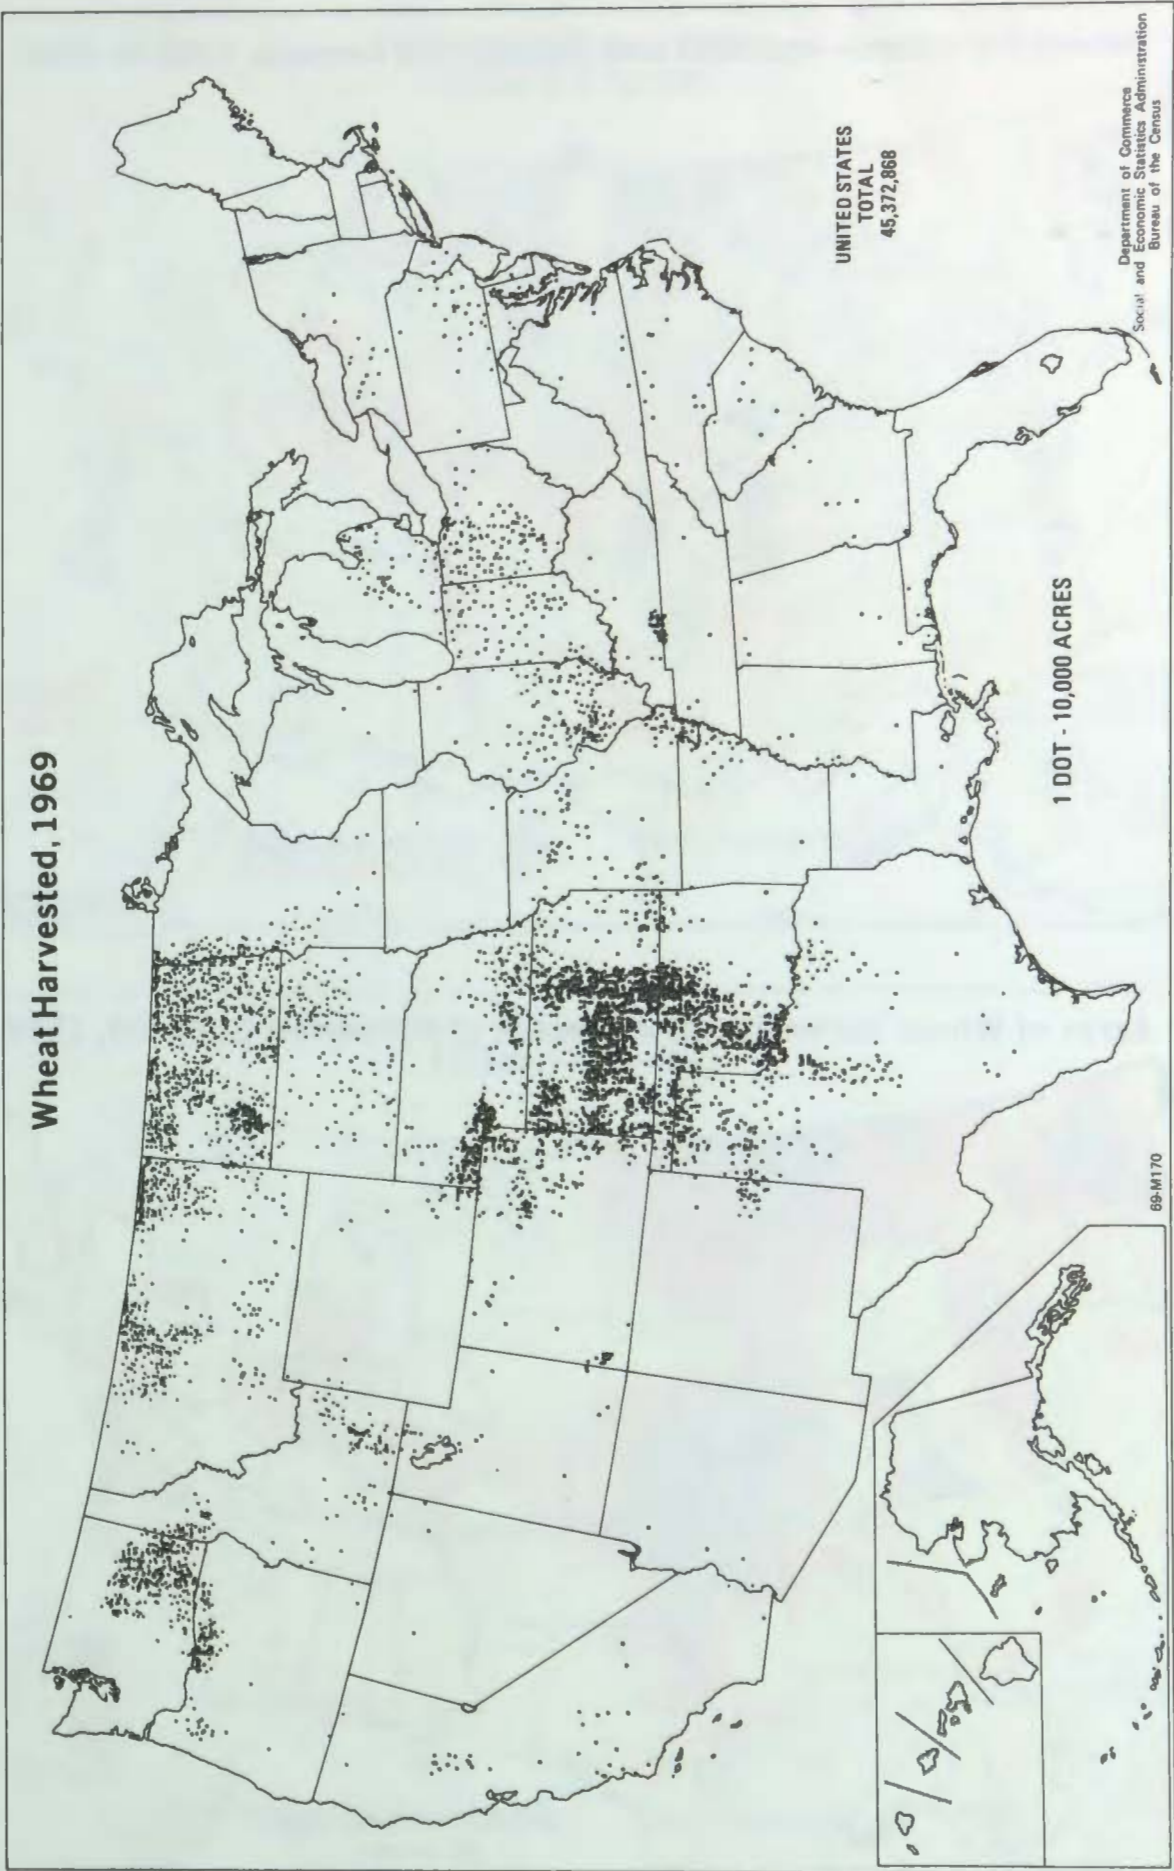 Wheat Harvested, 1969
UNITED STATES
TOTAL
45,372,868
1 DOT - 10,000 ACRES
69-M170
Department of Commerce
Social and Economic Statistics Administration
Bureau of the Census